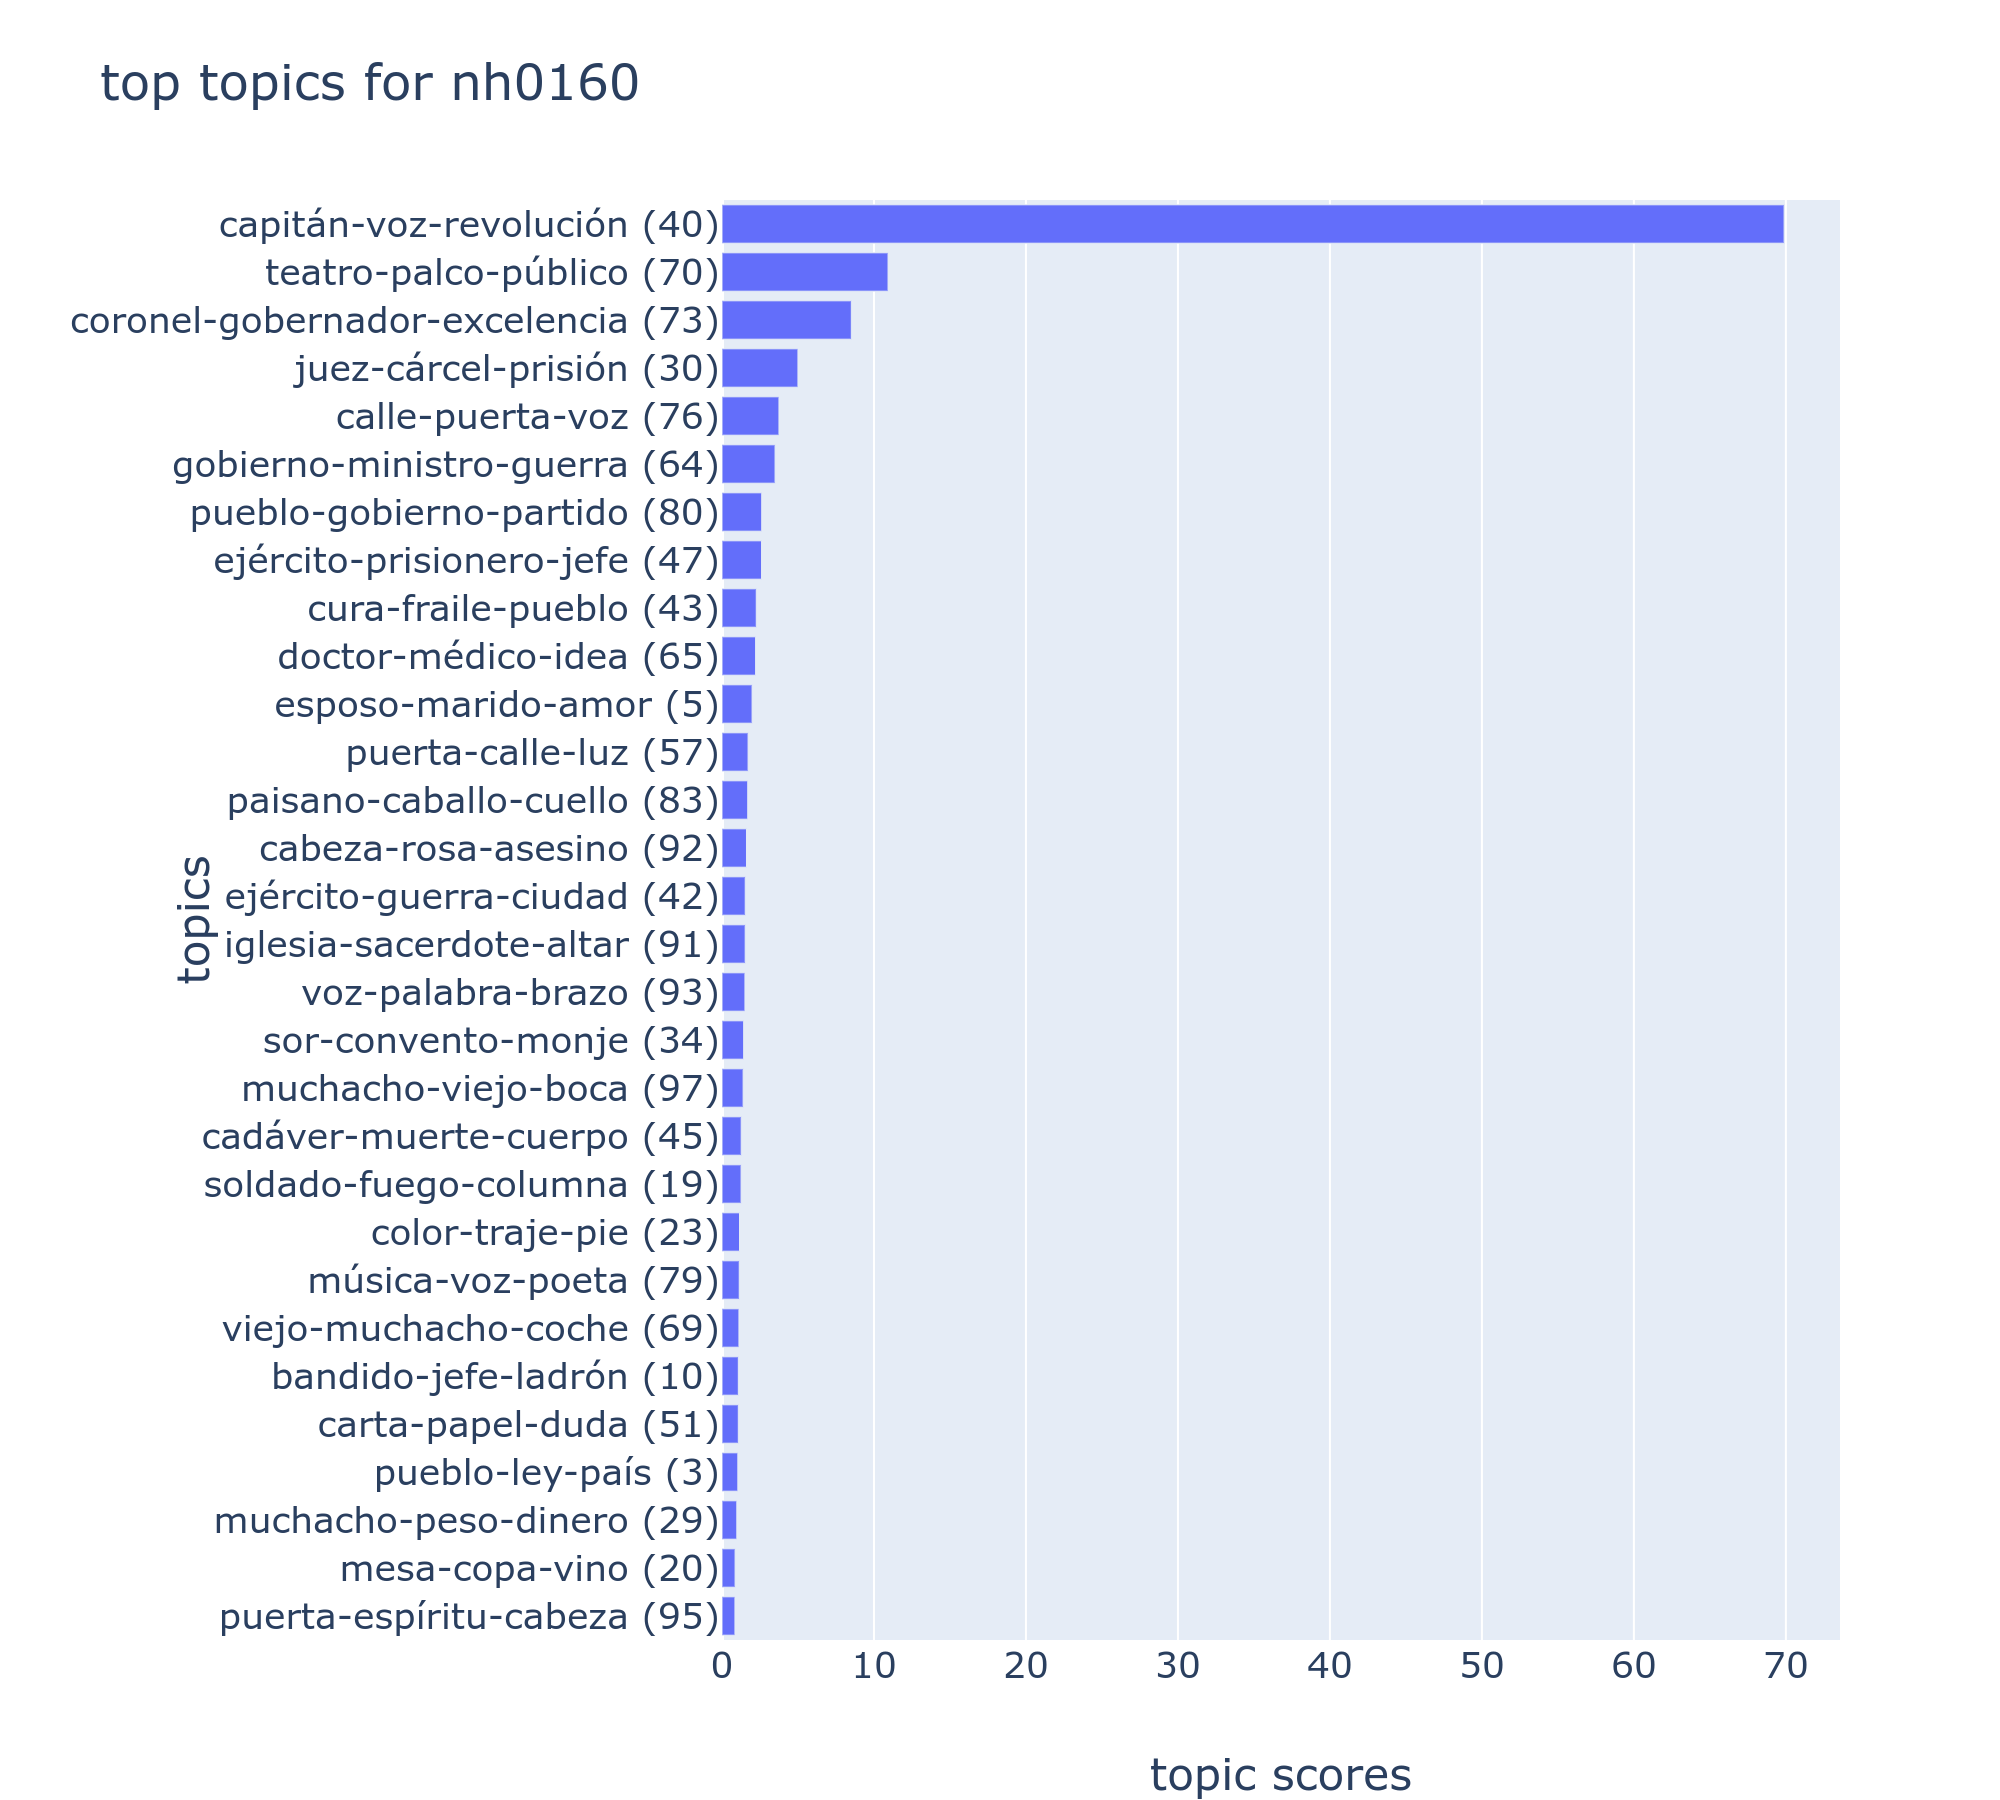 top topics for nh0160
capitán-voz-revolución (40)
teatro-palco-público (70)
coronel-gobernador-excelencia (73)
juez-cárcel-prisión (30)
calle-puerta-voz (76)
gobierno-ministro-guerra (64)
pueblo-gobierno-partido (80)
ejército-prisionero-jefe (47)
cura-fraile-pueblo (43)
doctor-médico-idea (65)
esposo-marido-amor (5)
puerta-calle-luz (57)
paisano-caballo-cuello (83)
cabeza-rosa-asesino (92)
ejército-guerra-ciudad (42)
iglesia-sacerdote-altar (91)
voz-palabra-brazo (93)
sor-convento-monje (34)
muchacho-viejo-boca (97)
cadáver-muerte-cuerpo (45)
soldado-fuego-columna (19)
color-traje-pie (23)
música-voz-poeta (79)
viejo-muchacho-coche (69)
bandido-jefe-ladrón (10)
carta-papel-duda (51)
pueblo-ley-país (3)
muchacho-peso-dinero (29)
mesa-copa-vino (20)
puerta-espíritu-cabeza (95)
topics
0 10 20 30 40 50 60 70
topic scores